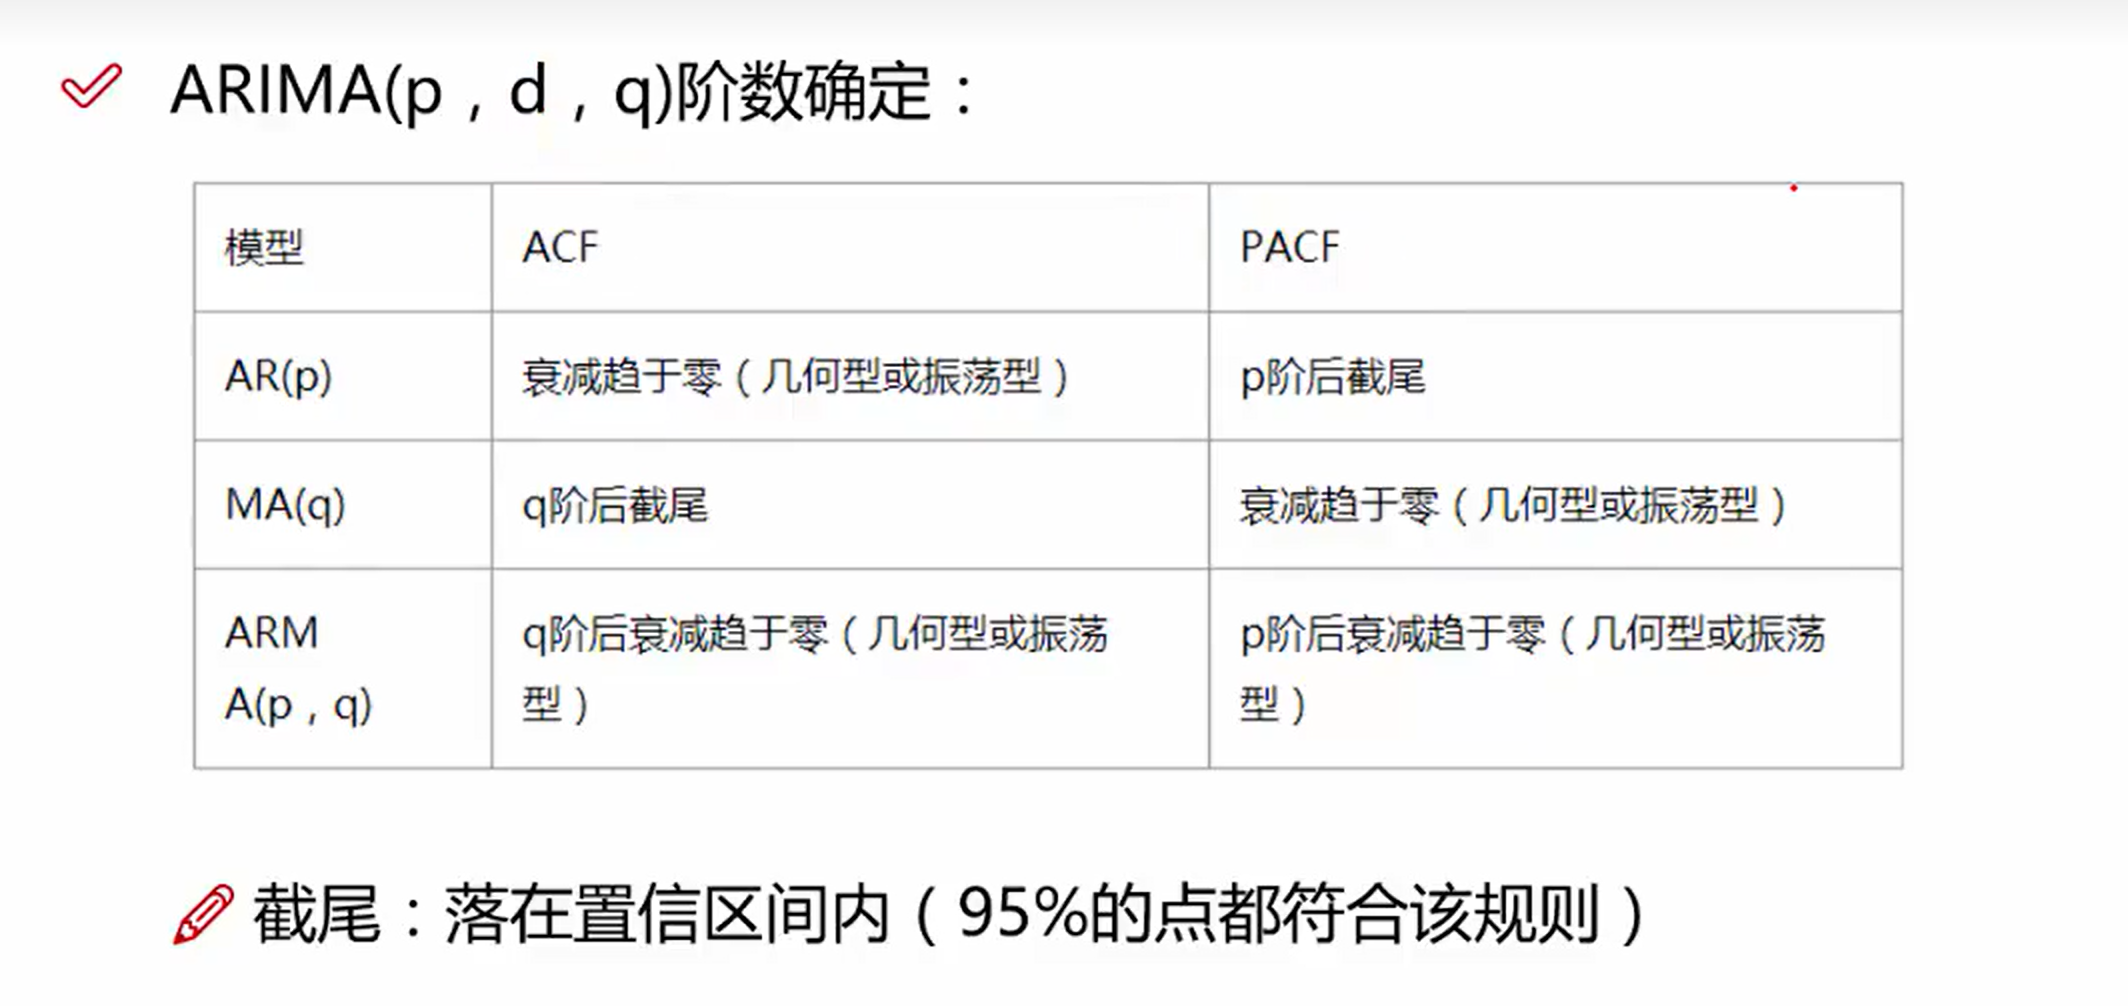 ARIMA(p，d，q)阶数确定：
模型 ACF PACF
AR(p) 衰减趋于零（几何型或振荡型） p阶后截尾
MA(q) q阶后截尾 衰减趋于零（几何型或振荡型）
ARM q阶后衰减趋于零（几何型或振荡 p阶后衰减趋于零（几何型或振荡
A(p，q) 型） 型）
截尾：落在置信区间内（95%的点都符合该规则）